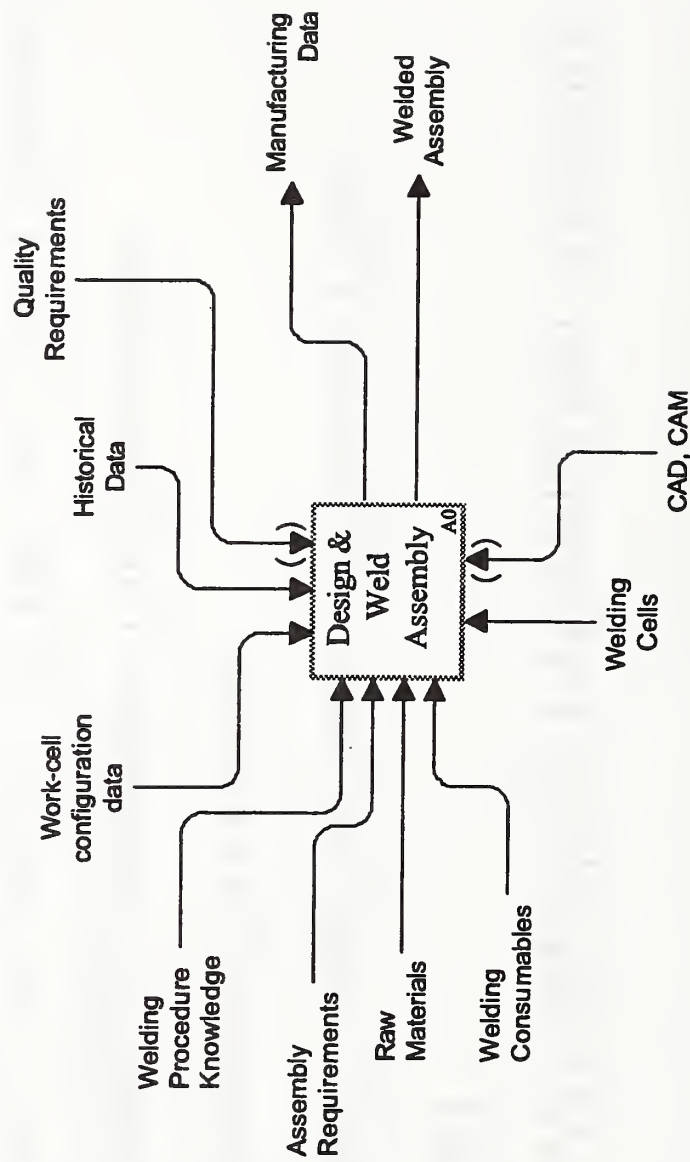 Quality
Requirements
Historical
Data
Work-cell
configuration
data
Welding
Procedure
Knowledge
Assembly
Requirements
Raw
Materials
Welding
Consumables
Design &
Weld
Assembly
A0
Manufacturing
Data
Welded
Assembly
Welding
Cells
CAD, CAM